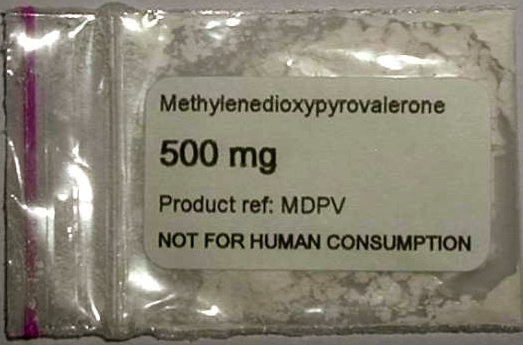 Methylenedioxypyrovalerone
500 mg
Product ref: MDPV
NOT FOR HUMAN CONSUMPTION